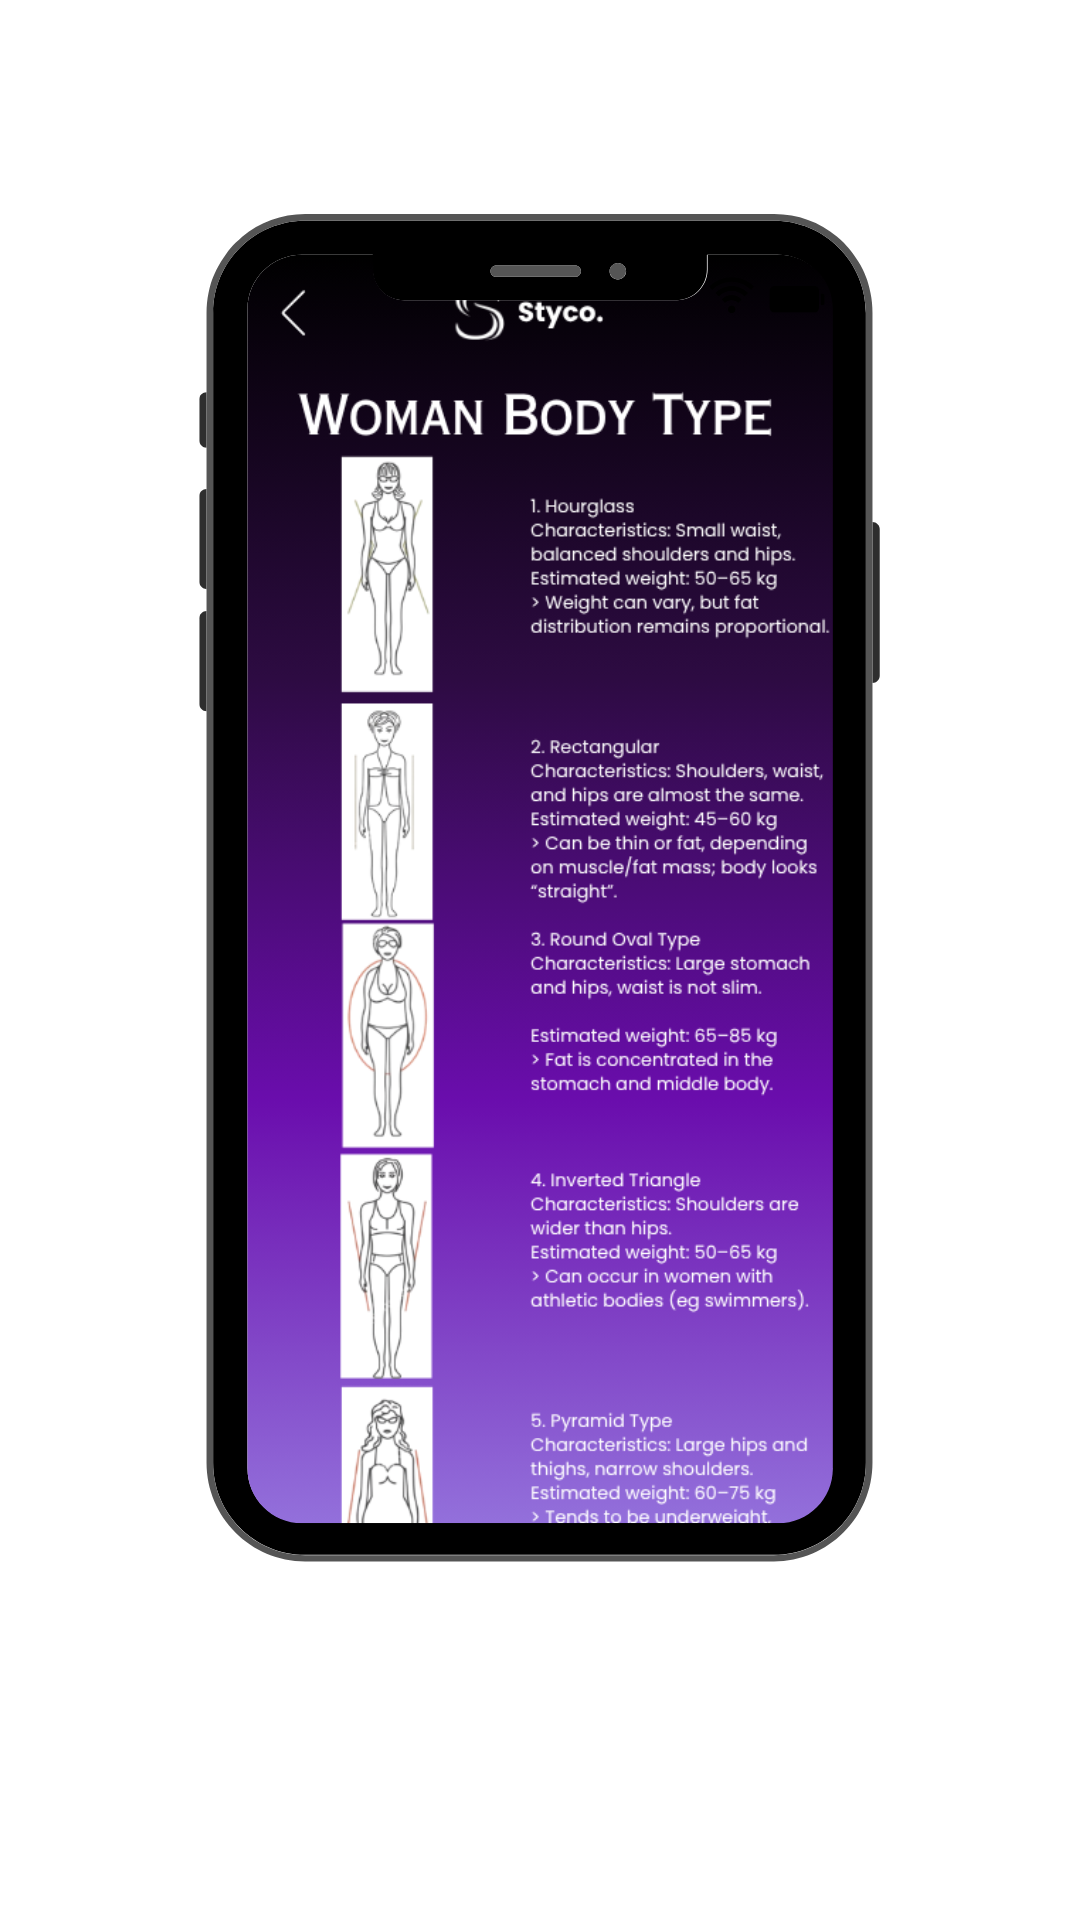 Styco.
WOMAN BODY TYPE
1. Hourglass
Characteristics: Small waist,
balanced shoulders and hips.
Estimated weight: 50–65 kg
> Weight can vary, but fat
distribution remains proportional.
2. Rectangular
Characteristics: Shoulders, waist,
and hips are almost the same.
Estimated weight: 45–60 kg
> Can be thin or fat, depending
on muscle/fat mass; body looks
“straight”.
3. Round Oval Type
Characteristics: Large stomach
and hips, waist is not slim.
Estimated weight: 65–85 kg
> Fat is concentrated in the
stomach and middle body.
4. Inverted Triangle
Characteristics: Shoulders are
wider than hips.
Estimated weight: 50–65 kg
> Can occur in women with
athletic bodies (eg swimmers).
5. Pyramid Type
Characteristics: Large hips and
thighs, narrow shoulders.
Estimated weight: 60–75 kg
> Tends to be underweight,